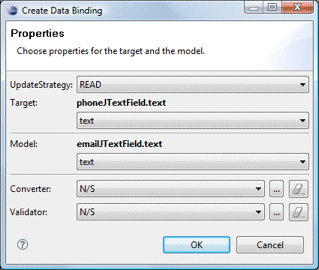 Create Data Binding
Properties
Choose properties for the target and the model.
UpdateStrategy: READ
Target: phoneJTextField.text
text
Model: emailJTextField.text
text
Converter: N/S ...
Validator: N/S ...
? OK Cancel